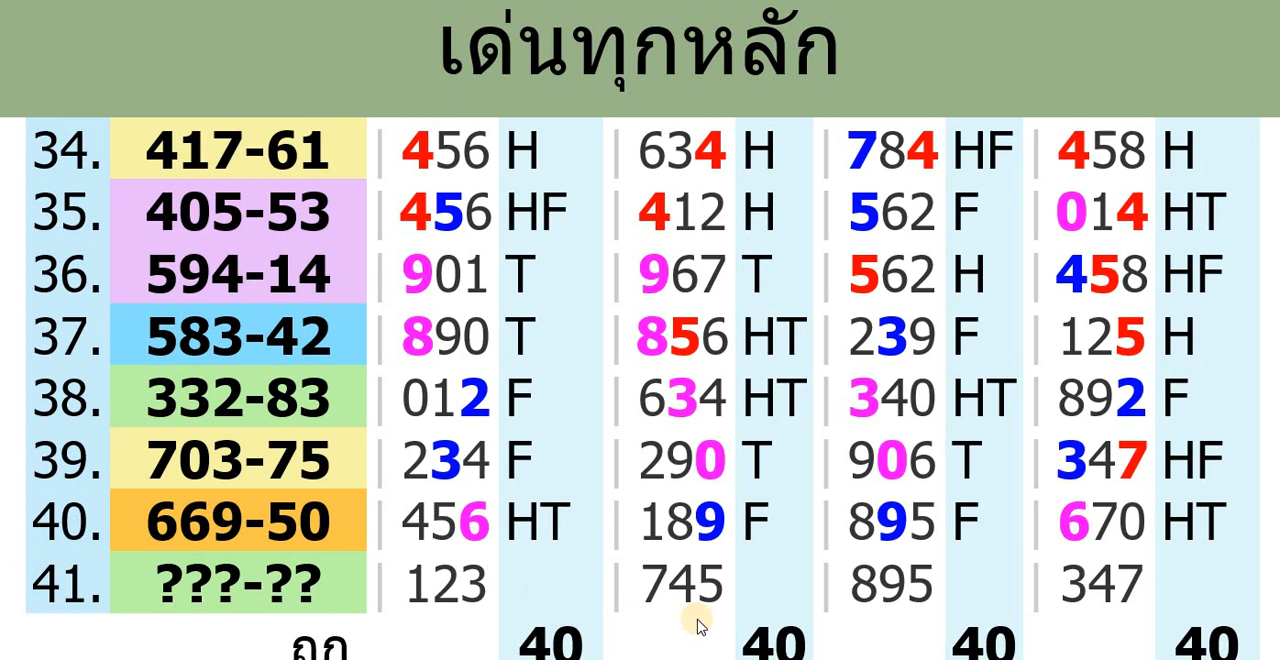 เด่นทุกหลัก
34. 417-61 | 456 H | 634 H | 784 HF | 458 H
35. 405-53 | 456 HF | 412 H | 562 F | 014 HT
36. 594-14 | 901 T | 967 T | 562 H | 458 HF
37. 583-42 | 890 T | 856 HT | 239 F | 125 H
38. 332-83 | 012 F | 634 HT | 340 HT | 892 F
39. 703-75 | 234 F | 290 T | 906 T | 347 HF
40. 669-50 | 456 HT | 189 F | 895 F | 670 HT
41. ???-?? | 123 | 745 | 895 | 347
ถูก 40 40 40 40